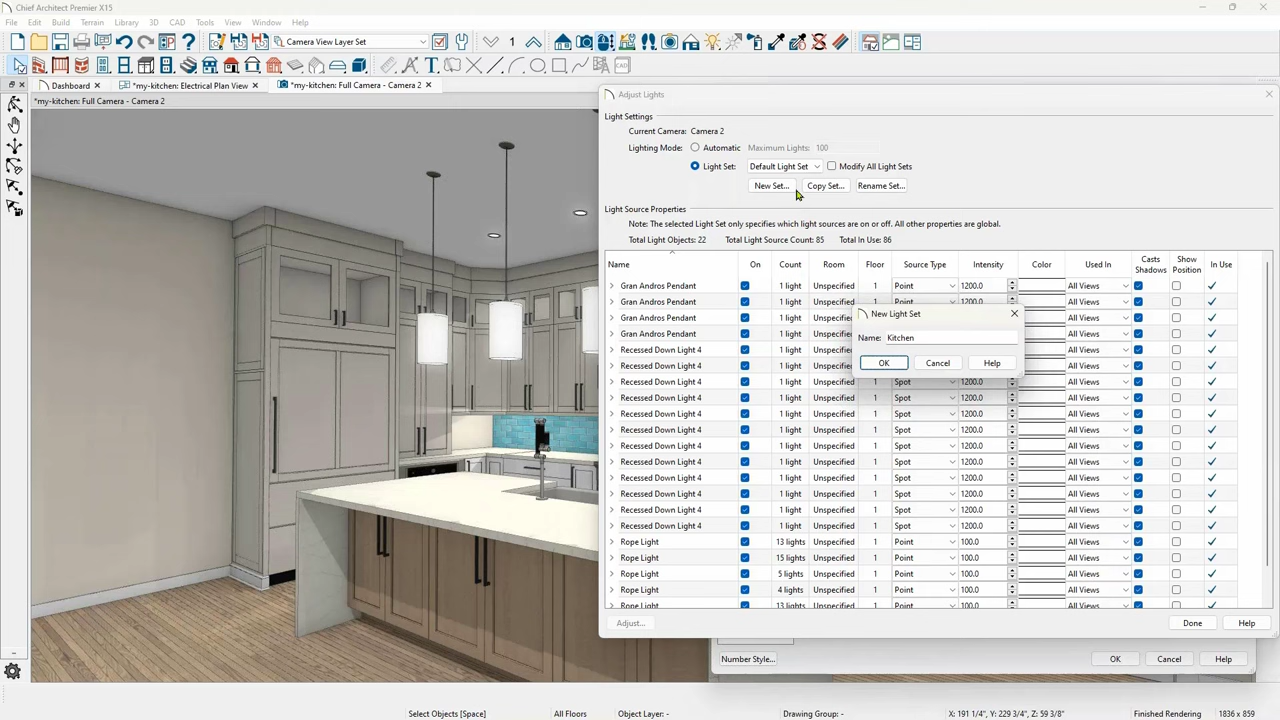 Chief Architect Premier X15
File Edit Build Terrain Library 3D CAD Tools View Window Help
Camera View Layer Set 1
CAD
Dashboard *my-kitchen: Electrical Plan View *my-kitchen: Full Camera - Camera 2
*my-kitchen: Full Camera - Camera 2
Adjust Lights
Light Settings
Current Camera: Camera 2
Lighting Mode: Automatic Maximum Lights: 100
Light Set: Default Light Set Modify All Light Sets
New Set... Copy Set... Rename Set...
Light Source Properties
Note: The selected Light Set only specifies which light sources are on or off. All other properties are global.
Total Light Objects: 22 Total Light Source Count: 85 Total In Use: 86
Name On Count Room Floor Source Type Intensity Color Used In Casts Shadows Show Position In Use
Gran Andros Pendant 1 light Unspecified 1 Point 1200.0 All Views
Gran Andros Pendant 1 light Unspecified 1 Point 1200.0 All Views
Gran Andros Pendant 1 light Unspecified 1
Gran Andros Pendant 1 light Unspecified 1
Recessed Down Light 4 1 light Unspecified 1
Recessed Down Light 4 1 light Unspecified 1
Recessed Down Light 4 1 light Unspecified 1 Spot 1200.0 All Views
Recessed Down Light 4 1 light Unspecified 1 Spot 1200.0 All Views
Recessed Down Light 4 1 light Unspecified 1 Spot 1200.0 All Views
Recessed Down Light 4 1 light Unspecified 1 Spot 1200.0 All Views
Recessed Down Light 4 1 light Unspecified 1 Spot 1200.0 All Views
Recessed Down Light 4 1 light Unspecified 1 Spot 1200.0 All Views
Recessed Down Light 4 1 light Unspecified 1 Spot 1200.0 All Views
Recessed Down Light 4 1 light Unspecified 1 Spot 1200.0 All Views
Recessed Down Light 4 1 light Unspecified 1 Spot 1200.0 All Views
Recessed Down Light 4 1 light Unspecified 1 Spot 1200.0 All Views
Rope Light 13 lights Unspecified 1 Point 100.0 All Views
Rope Light 15 lights Unspecified 1 Point 100.0 All Views
Rope Light 5 lights Unspecified 1 Point 100.0 All Views
Rope Light 4 lights Unspecified 1 Point 100.0 All Views
Rope Light 13 lights Unspecified 1 Point 100.0 All Views
New Light Set
Name: Kitchen
OK Cancel Help
Adjust... Done Help
Number Style... OK Cancel Help
Select Objects [Space] All Floors Object Layer: - Drawing Group: - X: 191 1/4", Y: 229 3/4", Z: 59 3/8" Finished Rendering 1836 x 859